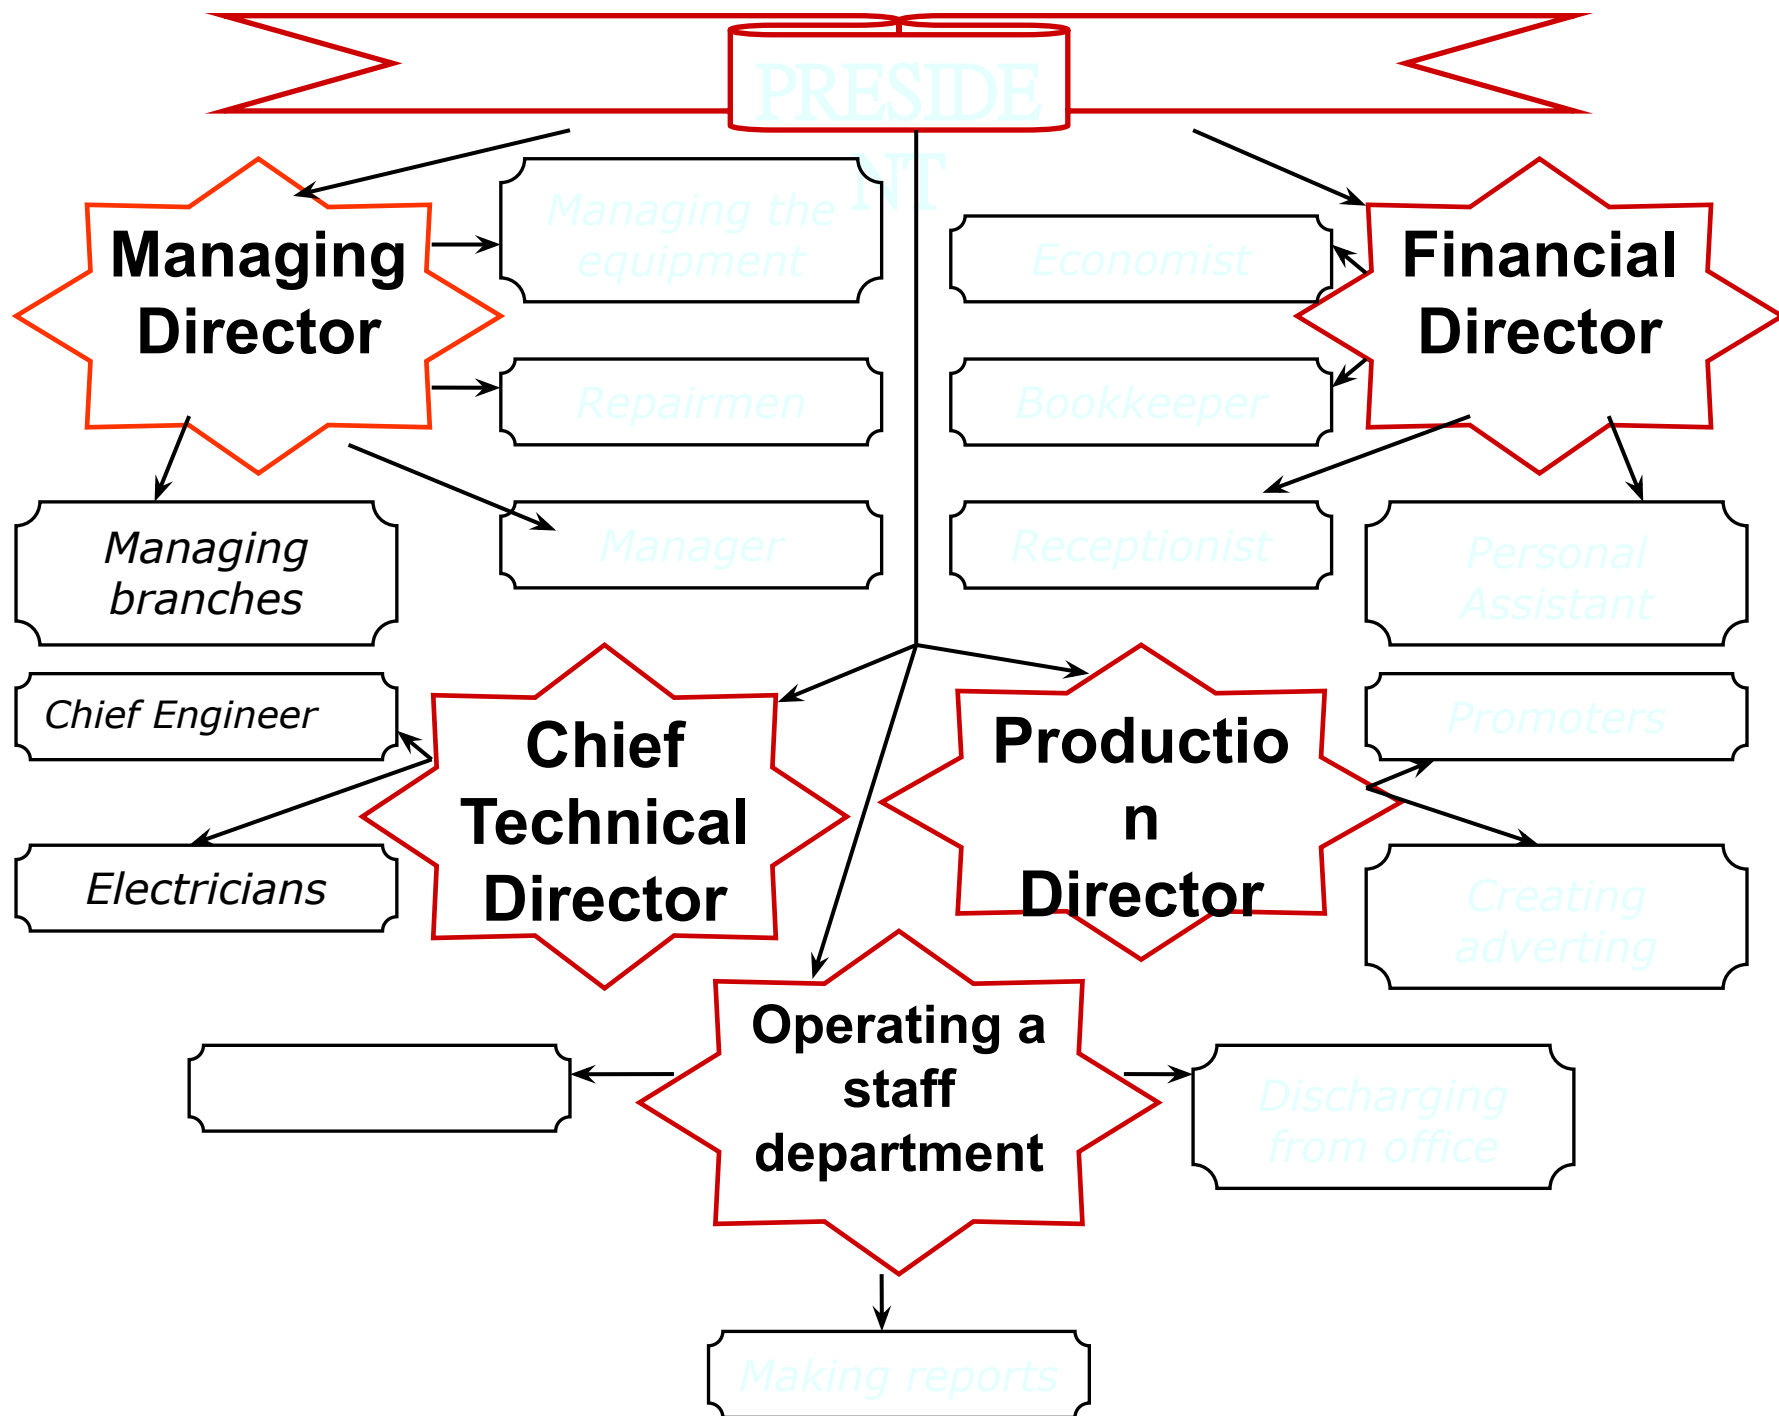 PRESIDE
NT
Managing
Director
Managing the
equipment
Economist
Financial
Director
Repairmen
Bookkeeper
Managing
branches
Manager
Receptionist
Personal
Assistant
Chief Engineer
Chief
Technical
Director
Productio
n
Director
Promoters
Electricians
Creating
adverting
Operating a
staff
department
Discharging
from office
Making reports